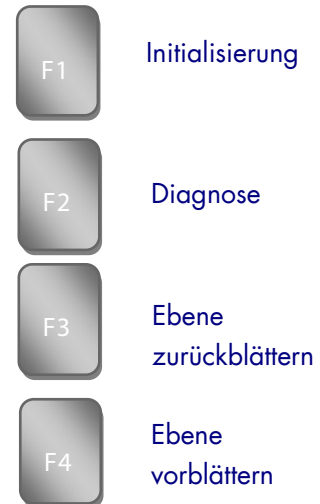 F1
Initialisierung
F2
Diagnose
F3
Ebene
zurückblättern
F4
Ebene
vorblättern